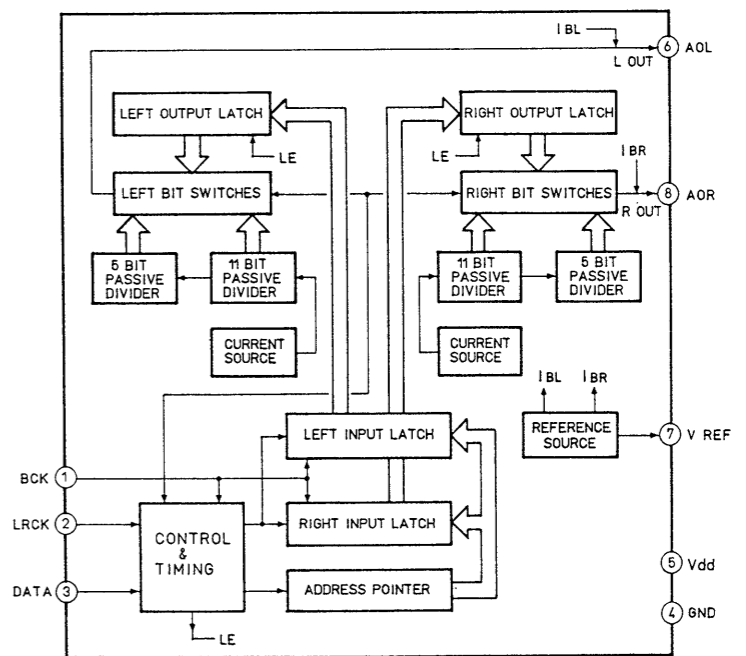 I BL
6 AOL
L OUT
LEFT OUTPUT LATCH
RIGHT OUTPUT LATCH
LE
LE
I BR
LEFT BIT SWITCHES
RIGHT BIT SWITCHES
8 AOR
R OUT
5 BIT
PASSIVE
DIVIDER
11 BIT
PASSIVE
DIVIDER
11 BIT
PASSIVE
DIVIDER
5 BIT
PASSIVE
DIVIDER
CURRENT
SOURCE
CURRENT
SOURCE
I BL
I BR
LEFT INPUT LATCH
REFERENCE
SOURCE
7 V REF
BCK 1
LRCK 2
RIGHT INPUT LATCH
CONTROL
&
TIMING
5 Vdd
DATA 3
ADDRESS POINTER
4 GND
LE